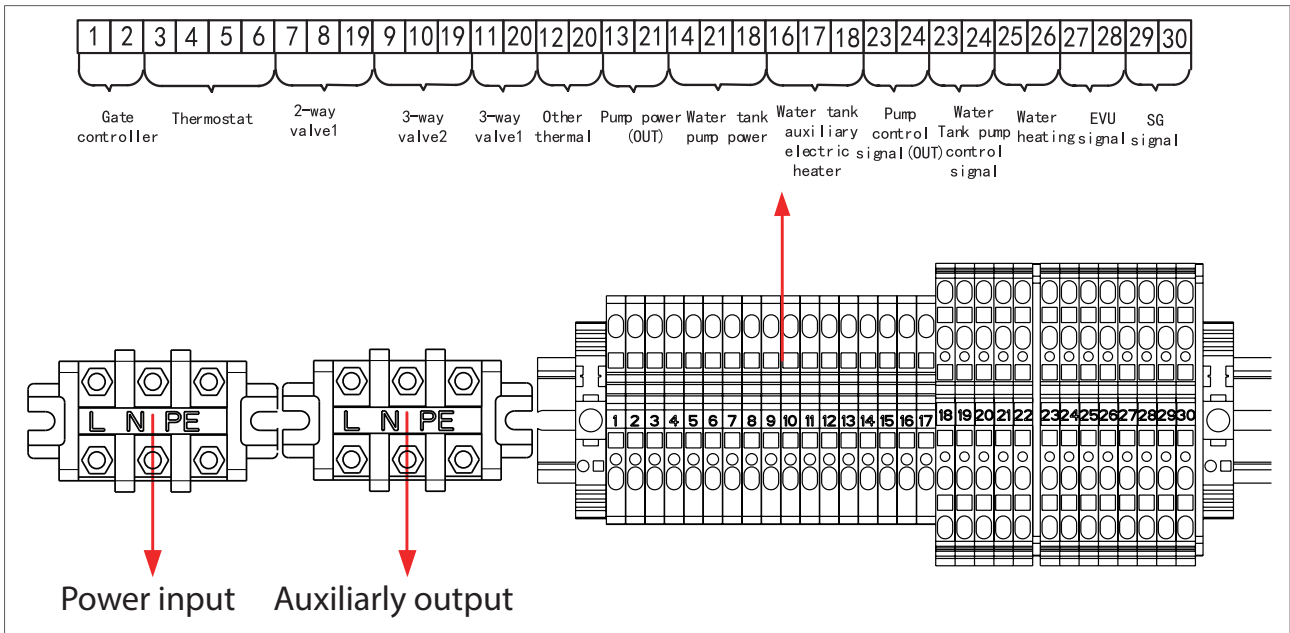 1 2 3 4 5 6 7 8 19 9 10 19 11 20 12 20 13 21 14 21 18 16 17 18 23 24 23 24 25 26 27 28 29 30
Gate
controller
Thermostat
2-way
valve1
3-way
valve2
3-way
valve1
Other
thermal
Pump power
(OUT)
Water tank
pump power
Water tank
auxiliary
electric
heater
Pump
control
signal(OUT)
Water
Tank pump
control
signal
Water
heating
EVU
signal
SG
signal
L N PE
L N PE
1 2 3 4 5 6 7 8 9 10 11 12 13 14 15 16 17 18 19 20 21 22 23 24 25 26 27 28 29 30
Power input
Auxiliarly output